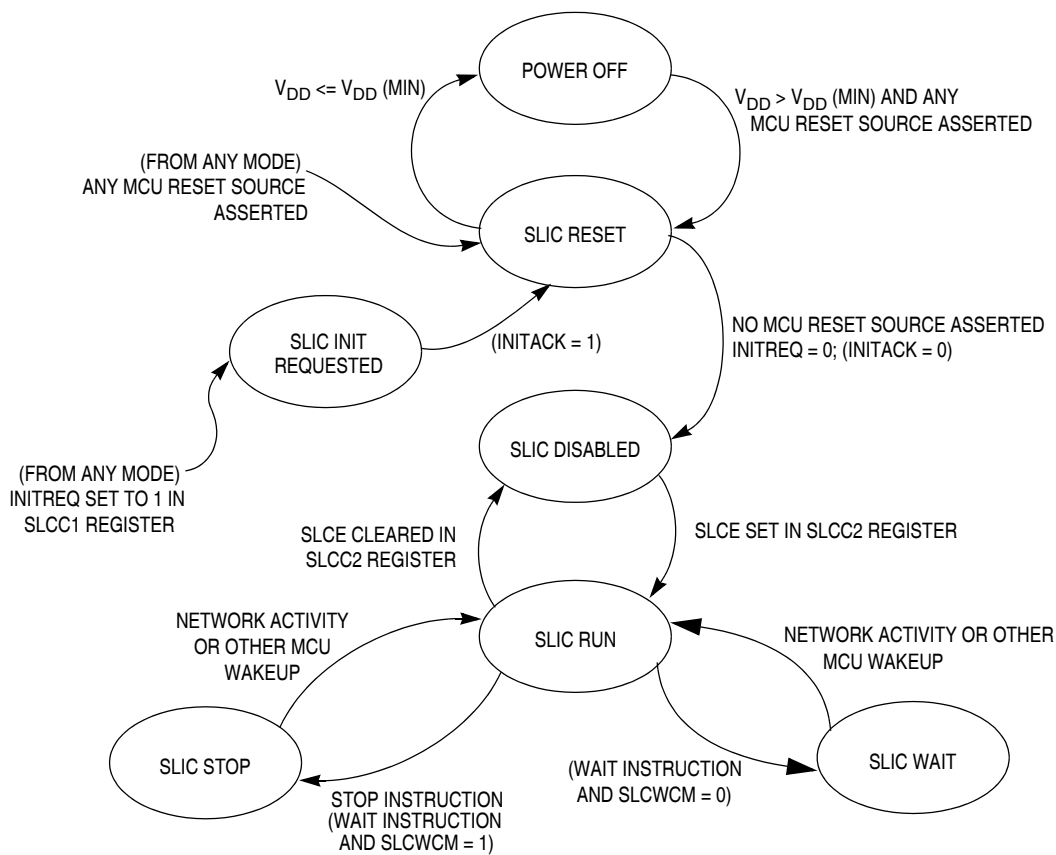 POWER OFF
V_DD <= V_DD (MIN)
V_DD > V_DD (MIN) AND ANY
MCU RESET SOURCE ASSERTED
(FROM ANY MODE)
ANY MCU RESET SOURCE
ASSERTED
SLIC RESET
SLIC INIT
REQUESTED
(INITACK = 1)
NO MCU RESET SOURCE ASSERTED
INITREQ = 0; (INITACK = 0)
SLIC DISABLED
(FROM ANY MODE)
INITREQ SET TO 1 IN
SLCC1 REGISTER
SLCE CLEARED IN
SLCC2 REGISTER
SLCE SET IN SLCC2 REGISTER
NETWORK ACTIVITY
OR OTHER MCU
WAKEUP
SLIC RUN
NETWORK ACTIVITY OR OTHER
MCU WAKEUP
SLIC STOP
SLIC WAIT
STOP INSTRUCTION
(WAIT INSTRUCTION
AND SLCWCM = 1)
(WAIT INSTRUCTION
AND SLCWCM = 0)